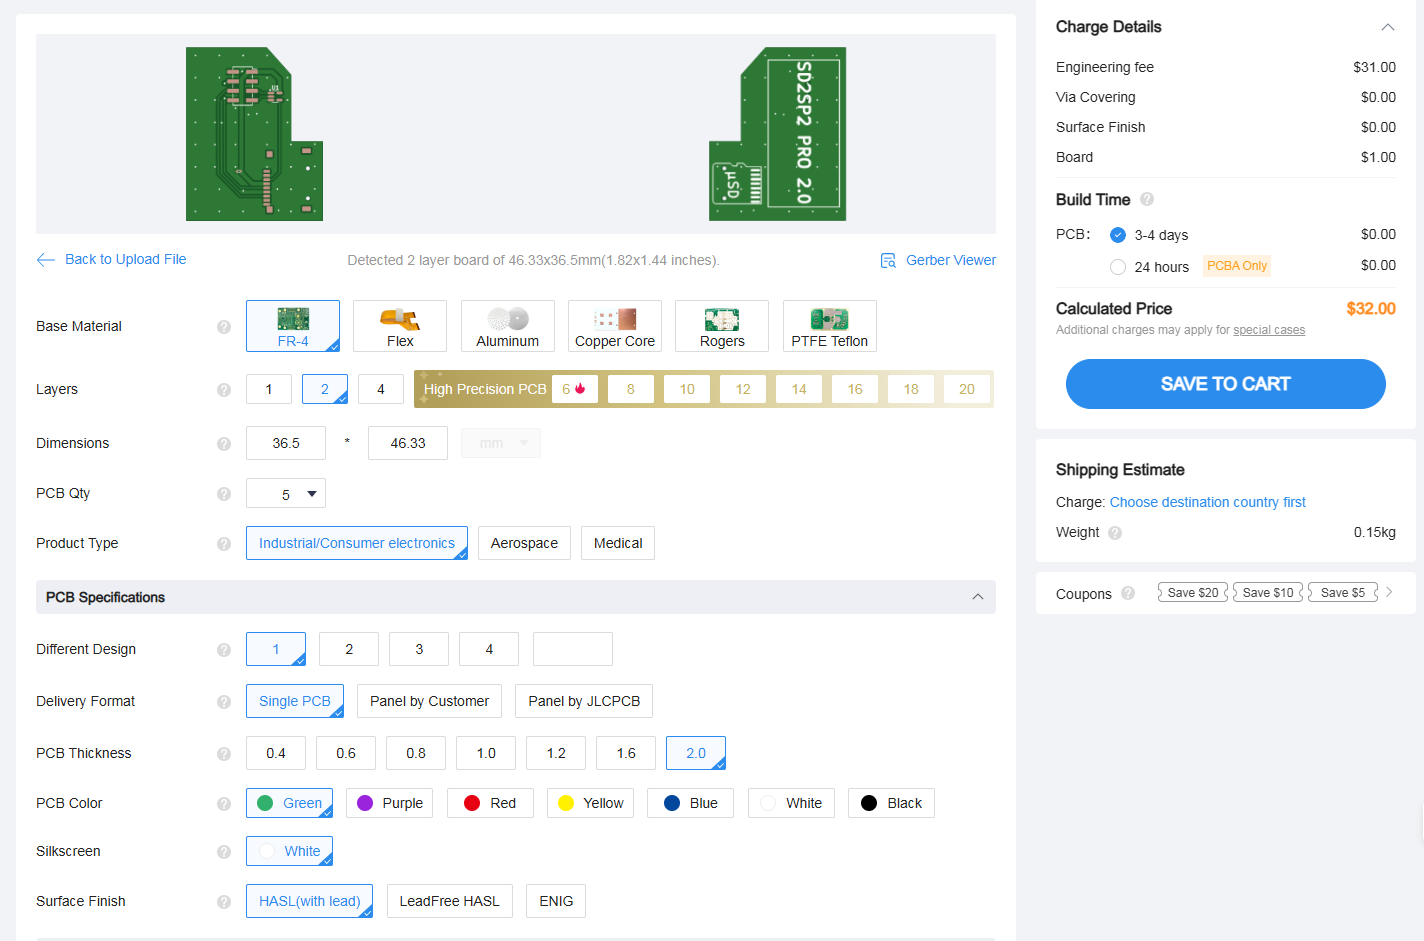 U1
SD2SP2 PRO 2.0
µSD
Back to Upload File
Detected 2 layer board of 46.33x36.5mm(1.82x1.44 inches).
Gerber Viewer
Base Material ?
FR-4
Flex
Aluminum
Copper Core
Rogers
PTFE Teflon
Layers ? 1 2 4 High Precision PCB 6 8 10 12 14 16 18 20
Dimensions ? 36.5 * 46.33 mm
PCB Qty ? 5
Product Type ? Industrial/Consumer electronics Aerospace Medical
PCB Specifications
Different Design ? 1 2 3 4
Delivery Format ? Single PCB Panel by Customer Panel by JLCPCB
PCB Thickness ? 0.4 0.6 0.8 1.0 1.2 1.6 2.0
PCB Color ? Green Purple Red Yellow Blue White Black
Silkscreen ? White
Surface Finish ? HASL(with lead) LeadFree HASL ENIG
Charge Details
Engineering fee $31.00
Via Covering $0.00
Surface Finish $0.00
Board $1.00
Build Time ?
PCB: 3-4 days $0.00
24 hours PCBA Only $0.00
Calculated Price $32.00
Additional charges may apply for special cases
SAVE TO CART
Shipping Estimate
Charge: Choose destination country first
Weight ? 0.15kg
Coupons ? Save $20 Save $10 Save $5